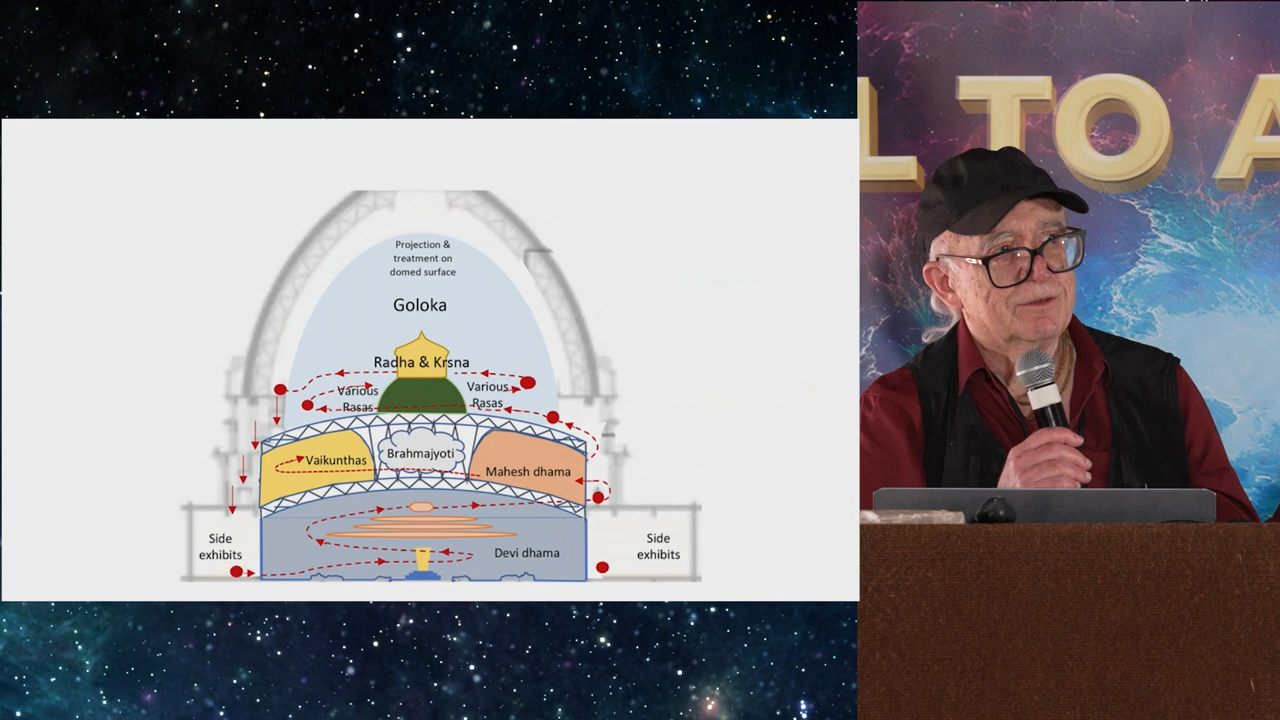 Projection &
treatment on
domed surface
Goloka
Radha & Krsna
Various
Rasas
Various
Rasas
Vaikunthas
Brahmajyoti
Mahesh dhama
Side
exhibits
Devi dhama
Side
exhibits
L TO A